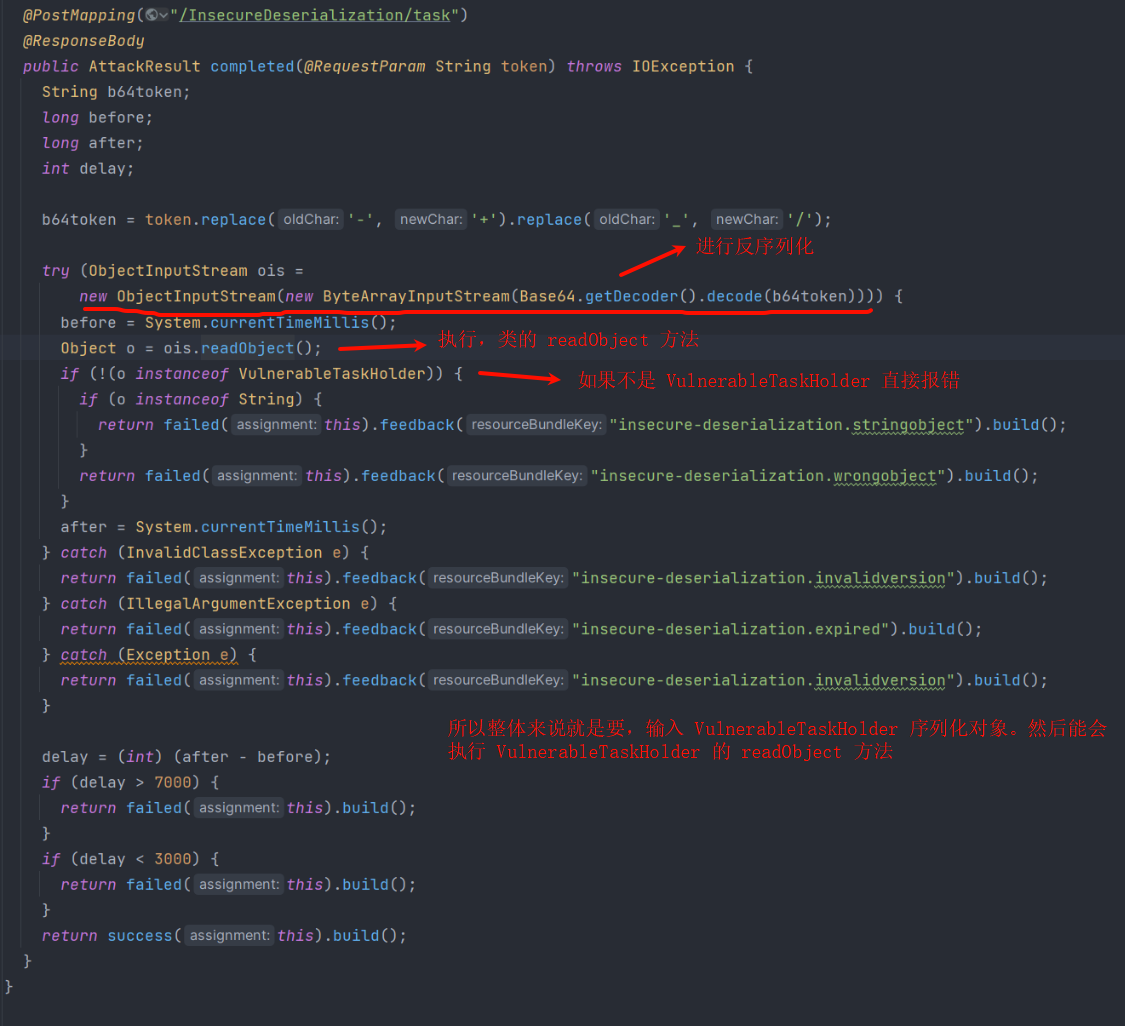 @PostMapping("/InsecureDeserialization/task")
@ResponseBody
public AttackResult completed(@RequestParam String token) throws IOException {
String b64token;
long before;
long after;
int delay;
b64token = token.replace( oldChar: '-', newChar: '+').replace( oldChar: '_', newChar: '/');
进行反序列化
try (ObjectInputStream ois =
new ObjectInputStream(new ByteArrayInputStream(Base64.getDecoder().decode(b64token)))) {
before = System.currentTimeMillis();
Object o = ois.readObject(); 执行，类的 readObject 方法
if (!(o instanceof VulnerableTaskHolder)) { 如果不是 VulnerableTaskHolder 直接报错
if (o instanceof String) {
return failed( assignment: this).feedback( resourceBundleKey: "insecure-deserialization.stringobject").build();
}
return failed( assignment: this).feedback( resourceBundleKey: "insecure-deserialization.wrongobject").build();
}
after = System.currentTimeMillis();
} catch (InvalidClassException e) {
return failed( assignment: this).feedback( resourceBundleKey: "insecure-deserialization.invalidversion").build();
} catch (IllegalArgumentException e) {
return failed( assignment: this).feedback( resourceBundleKey: "insecure-deserialization.expired").build();
} catch (Exception e) {
return failed( assignment: this).feedback( resourceBundleKey: "insecure-deserialization.invalidversion").build();
}
所以整体来说就是要，输入 VulnerableTaskHolder 序列化对象。然后能会
执行 VulnerableTaskHolder 的 readObject 方法
delay = (int) (after - before);
if (delay > 7000) {
return failed( assignment: this).build();
}
if (delay < 3000) {
return failed( assignment: this).build();
}
return success( assignment: this).build();
}
}